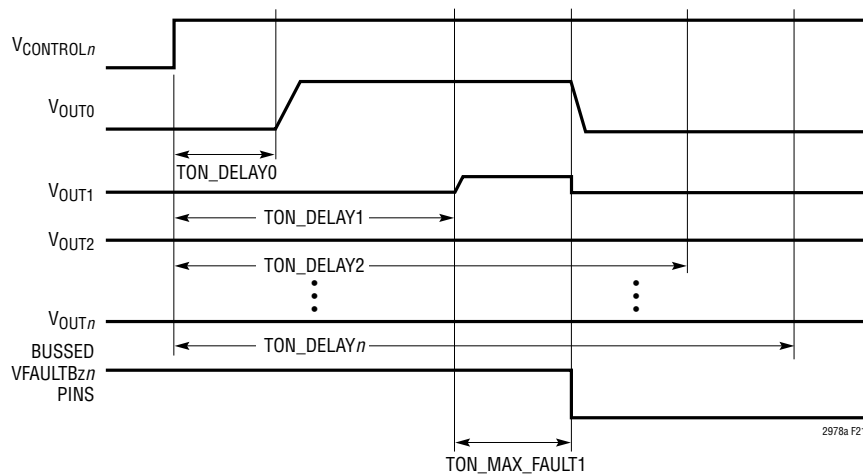 VCONTROLn
VOUT0
TON_DELAY0
VOUT1
TON_DELAY1
VOUT2
TON_DELAY2
VOUTn
TON_DELAYn
BUSSED
VFAULTBzn
PINS
2978a F21
TON_MAX_FAULT1